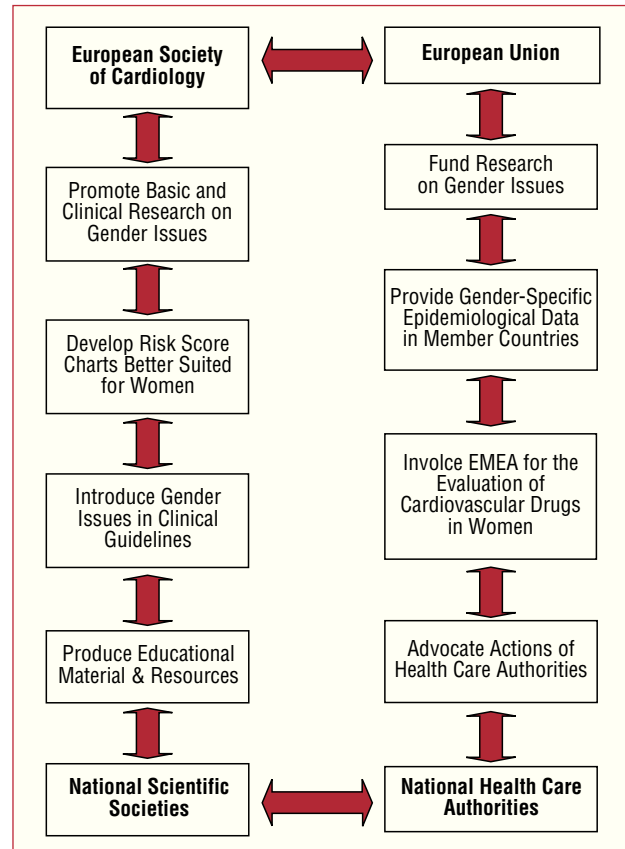 European Society
of Cardiology
European Union
Promote Basic and
Clinical Research on
Gender Issues
Fund Research
on Gender Issues
Develop Risk Score
Charts Better Suited
for Women
Provide Gender-Specific
Epidemiological Data
in Member Countries
Introduce Gender
Issues in Clinical
Guidelines
Involce EMEA for the
Evaluation of
Cardiovascular Drugs
in Women
Produce Educational
Material & Resources
Advocate Actions of
Health Care Authorities
National Scientific
Societies
National Health Care
Authorities